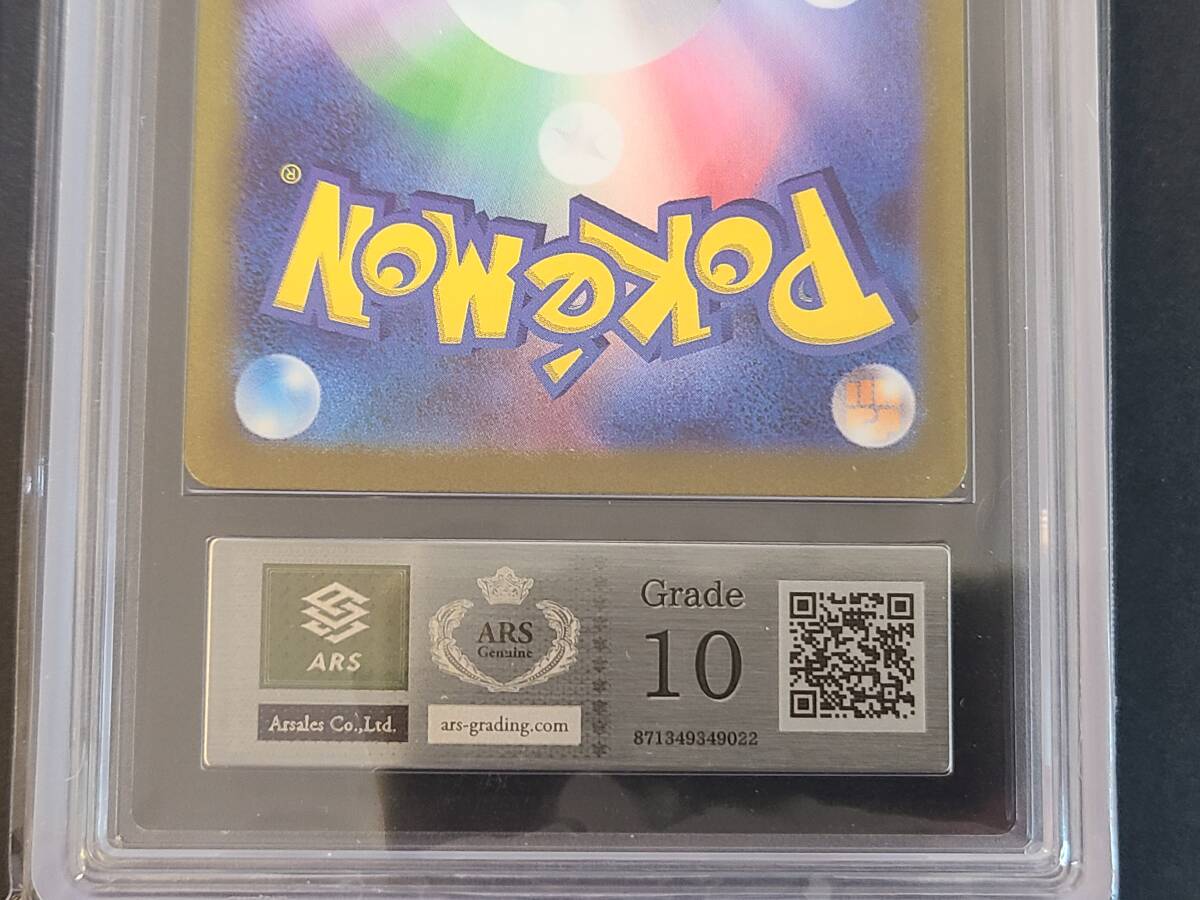 POKéMON
®
ARS
Arsales Co.,Ltd.
ARS
Genuine
ars-grading.com
Grade
10
871349349022